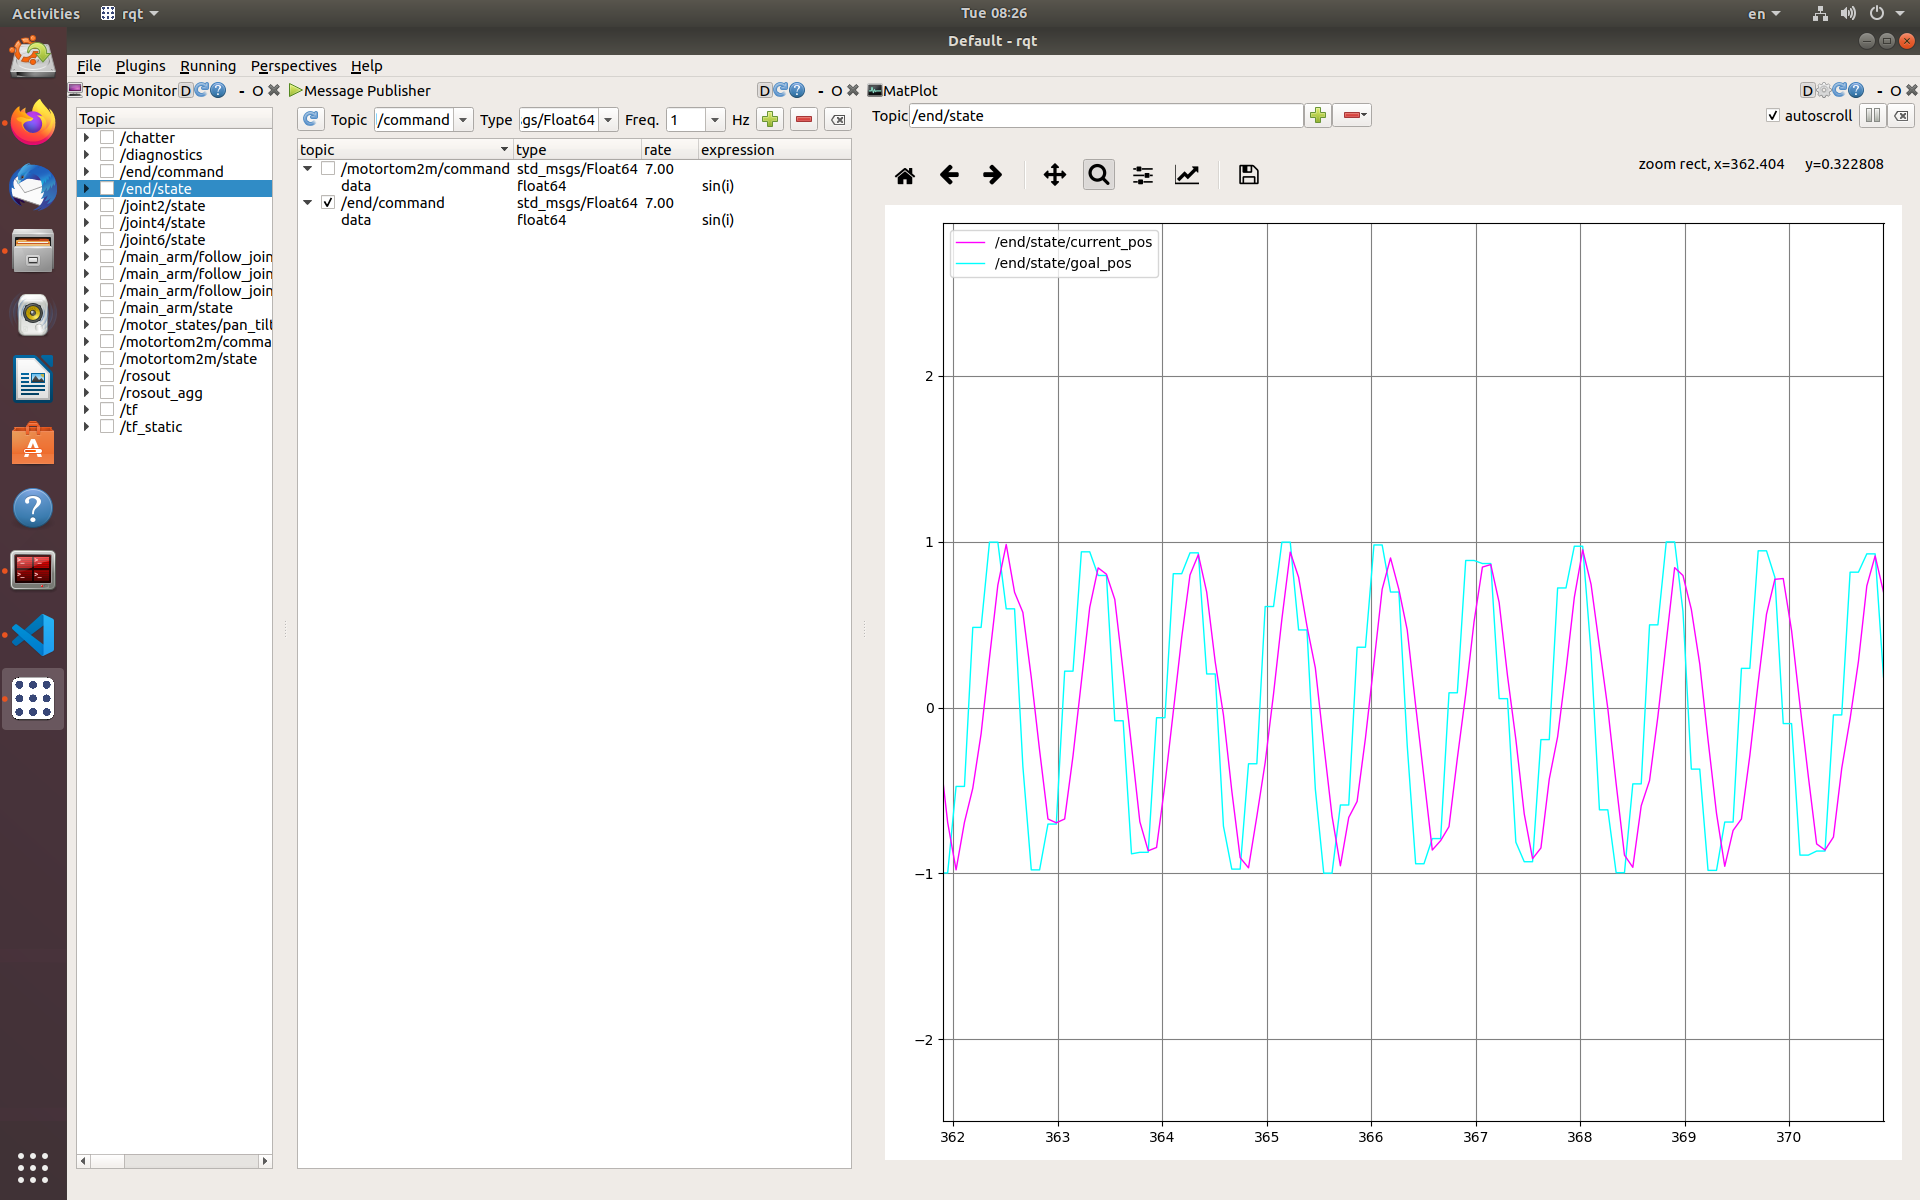 Activities rqt Tue 08:26 en
Default - rqt
File Plugins Running Perspectives Help
Topic Monitor D - O
Topic
/chatter
/diagnostics
/end/command
/end/state
/joint2/state
/joint4/state
/joint6/state
/main_arm/follow_join
/main_arm/follow_join
/main_arm/follow_join
/main_arm/state
/motor_states/pan_tilt
/motortom2m/comma
/motortom2m/state
/rosout
/rosout_agg
/tf
/tf_static
Message Publisher D - O
Topic /command Type gs/Float64 Freq. 1 Hz
topic type rate expression
/motortom2m/command std_msgs/Float64 7.00
data float64 sin(i)
/end/command std_msgs/Float64 7.00
data float64 sin(i)
MatPlot D - O
Topic /end/state autoscroll
zoom rect, x=362.404 y=0.322808
/end/state/current_pos
/end/state/goal_pos
2
1
0
−1
−2
362 363 364 365 366 367 368 369 370